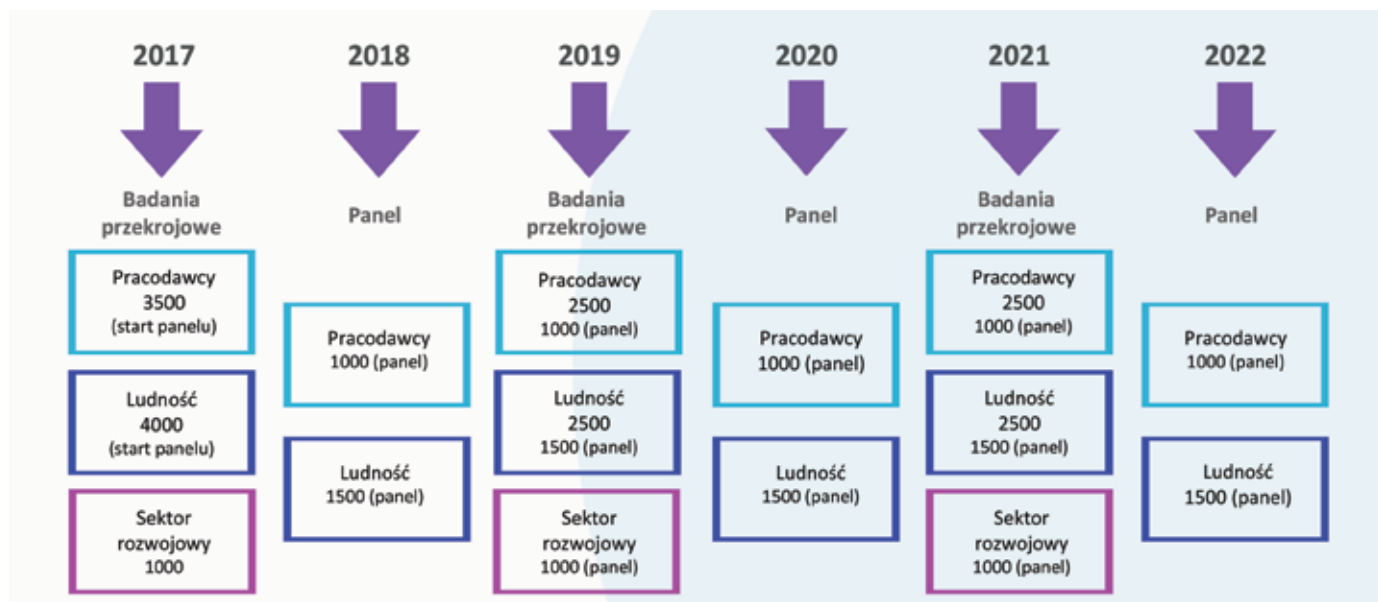 2017
2018
2019
2020
2021
2022
Badania
przekrojowe
Panel
Badania
przekrojowe
Panel
Badania
przekrojowe
Panel
Pracodawcy
3500
(start panelu)
Ludność
4000
(start panelu)
Sektor
rozwojowy
1000
Pracodawcy
1000 (panel)
Ludność
1500 (panel)
Pracodawcy
2500
1000 (panel)
Ludność
2500
1500 (panel)
Sektor
rozwojowy
1000 (panel)
Pracodawcy
1000 (panel)
Ludność
1500 (panel)
Pracodawcy
2500
1000 (panel)
Ludność
2500
1500 (panel)
Sektor
rozwojowy
1000 (panel)
Pracodawcy
1000 (panel)
Ludność
1500 (panel)